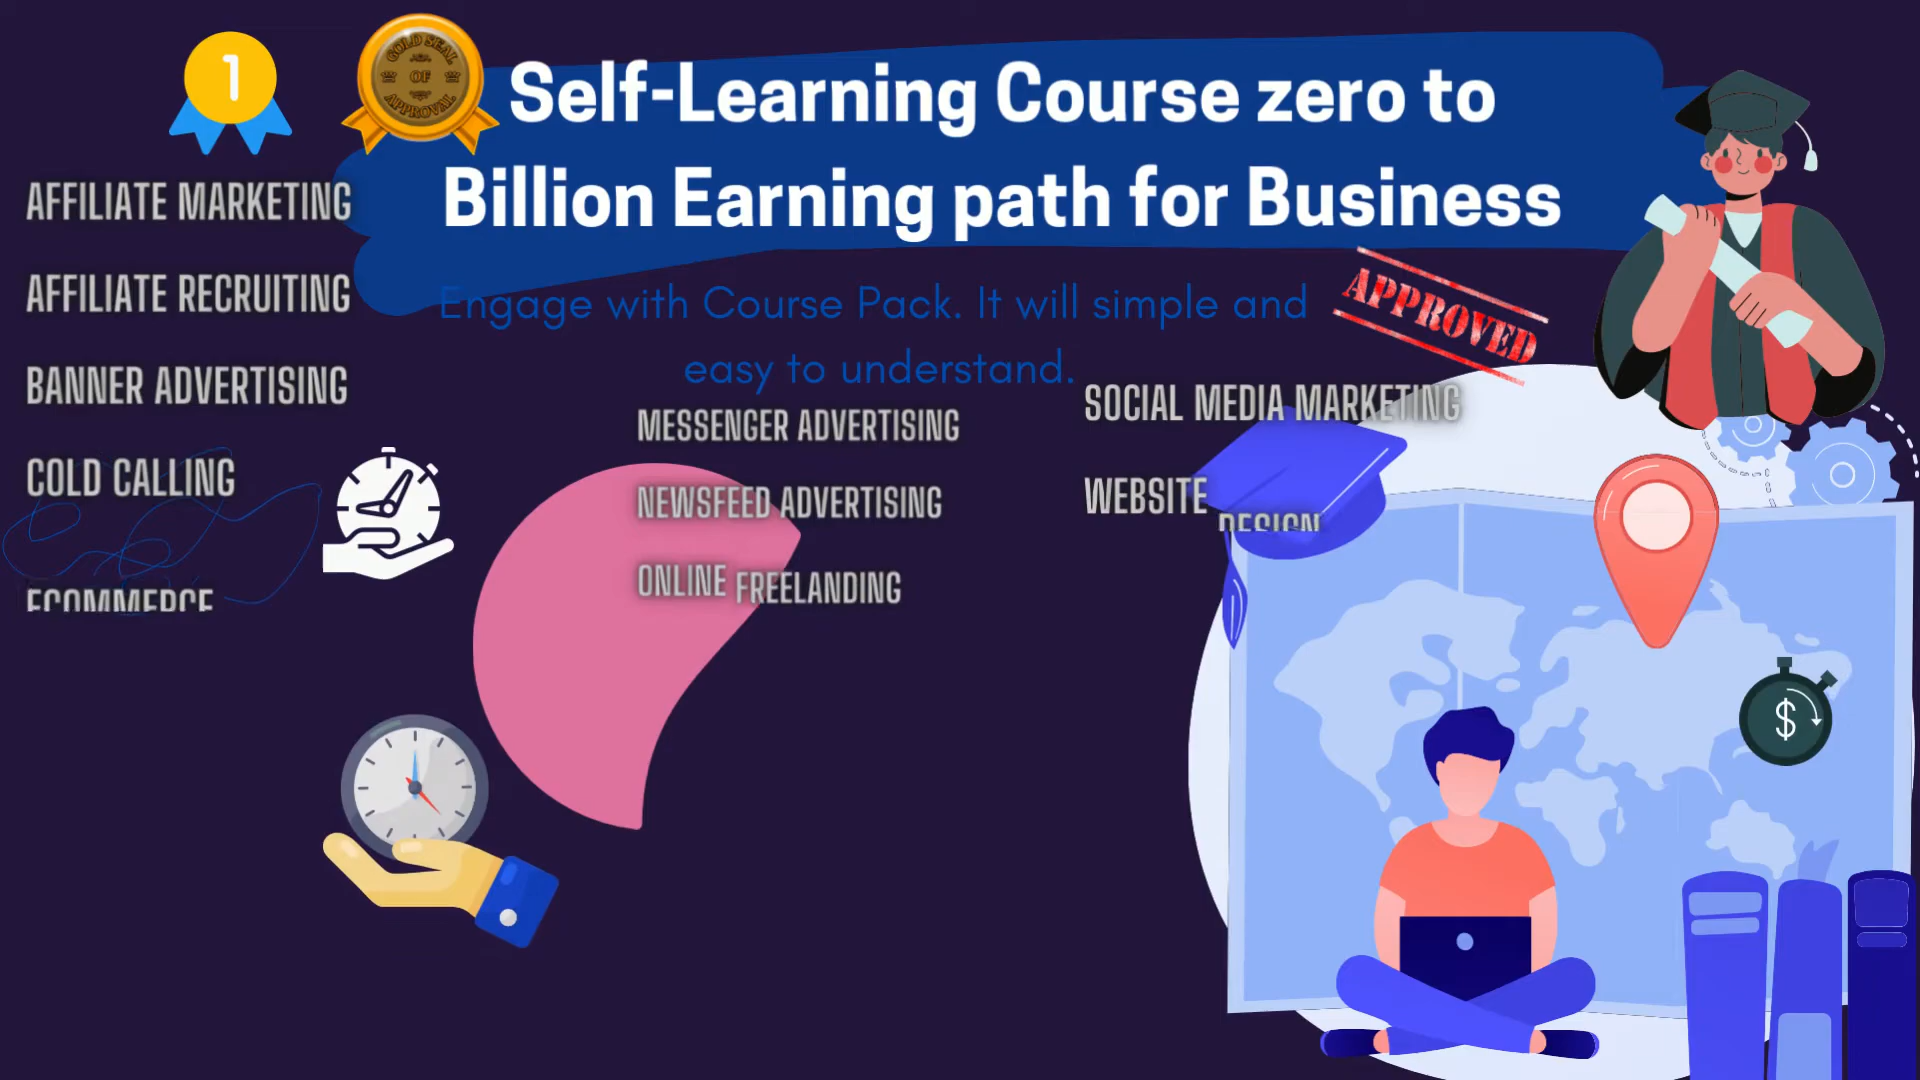 1
GOLD SEAL
OF
APPROVAL
Self-Learning Course zero to
Billion Earning path for Business
Engage with Course Pack. It will simple and
easy to understand.
APPROVED
AFFILIATE MARKETING
AFFILIATE RECRUITING
BANNER ADVERTISING
COLD CALLING
ECOMMERCE
MESSENGER ADVERTISING
NEWSFEED ADVERTISING
ONLINE FREELANDING
SOCIAL MEDIA MARKETING
WEBSITE DESIGN
$